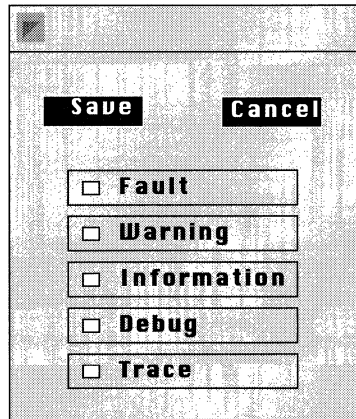 Save Cancel
Fault
Warning
Information
Debug
Trace